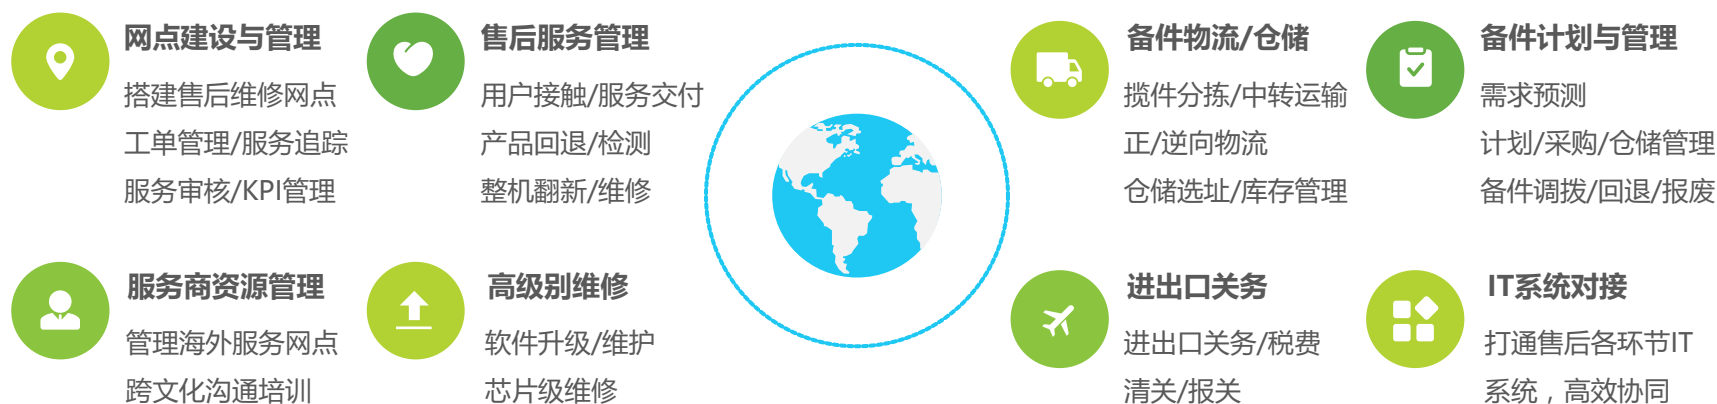 网点建设与管理
搭建售后维修网点
工单管理/服务追踪
服务审核/KPI管理
售后服务管理
用户接触/服务交付
产品回退/检测
整机翻新/维修
备件物流/仓储
揽件分拣/中转运输
正/逆向物流
仓储选址/库存管理
备件计划与管理
需求预测
计划/采购/仓储管理
备件调拨/回退/报废
服务商资源管理
管理海外服务网点
跨文化沟通培训
高级别维修
软件升级/维护
芯片级维修
进出口关务
进出口关务/税费
清关/报关
IT系统对接
打通售后各环节IT
系统，高效协同